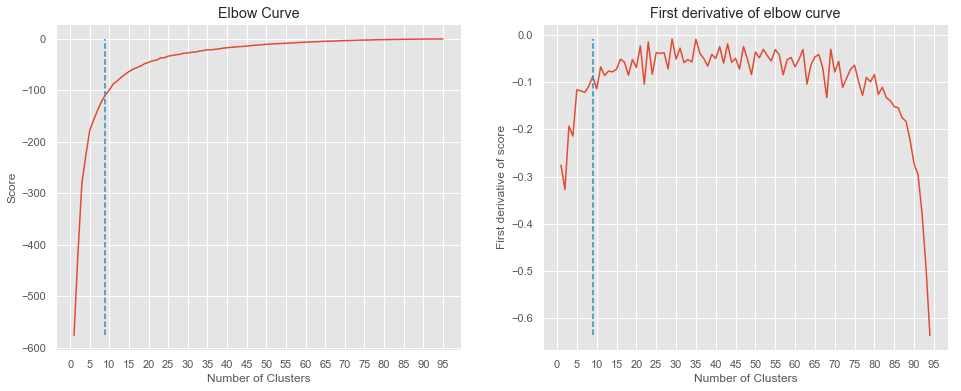 Elbow Curve
Score
0
−100
−200
−300
−400
−500
−600
0 5 10 15 20 25 30 35 40 45 50 55 60 65 70 75 80 85 90 95
Number of Clusters
First derivative of elbow curve
First derivative of score
0.0
−0.1
−0.2
−0.3
−0.4
−0.5
−0.6
0 5 10 15 20 25 30 35 40 45 50 55 60 65 70 75 80 85 90 95
Number of Clusters